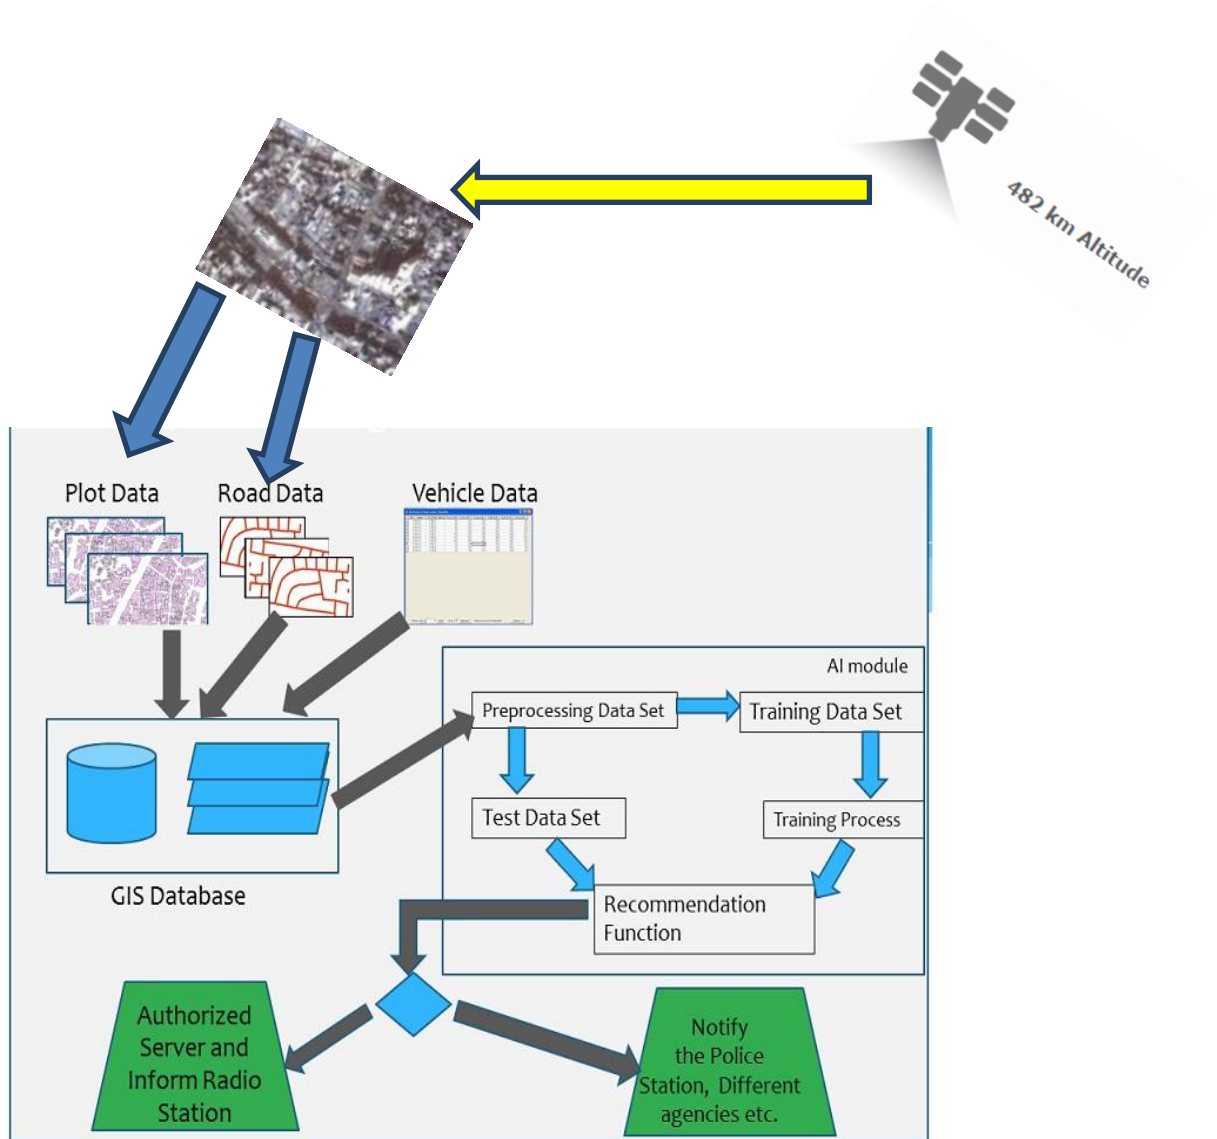 482 km Altitude
Plot Data
Road Data
Vehicle Data
AI module
Preprocessing Data Set
Training Data Set
Test Data Set
Training Process
GIS Database
Recommendation
Function
Authorized
Server and
Inform Radio
Station
Notify
the Police
Station, Different
agencies etc.